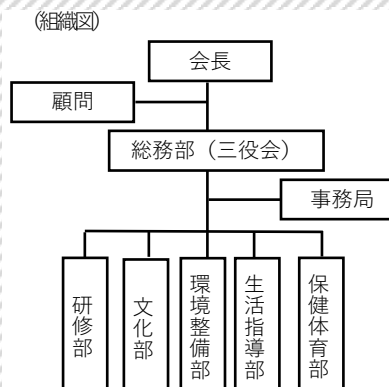 (組織図)
会長
顧問
総務部(三役会)
事務局
研修部
文化部
環境整備部
生活指導部
保健体育部